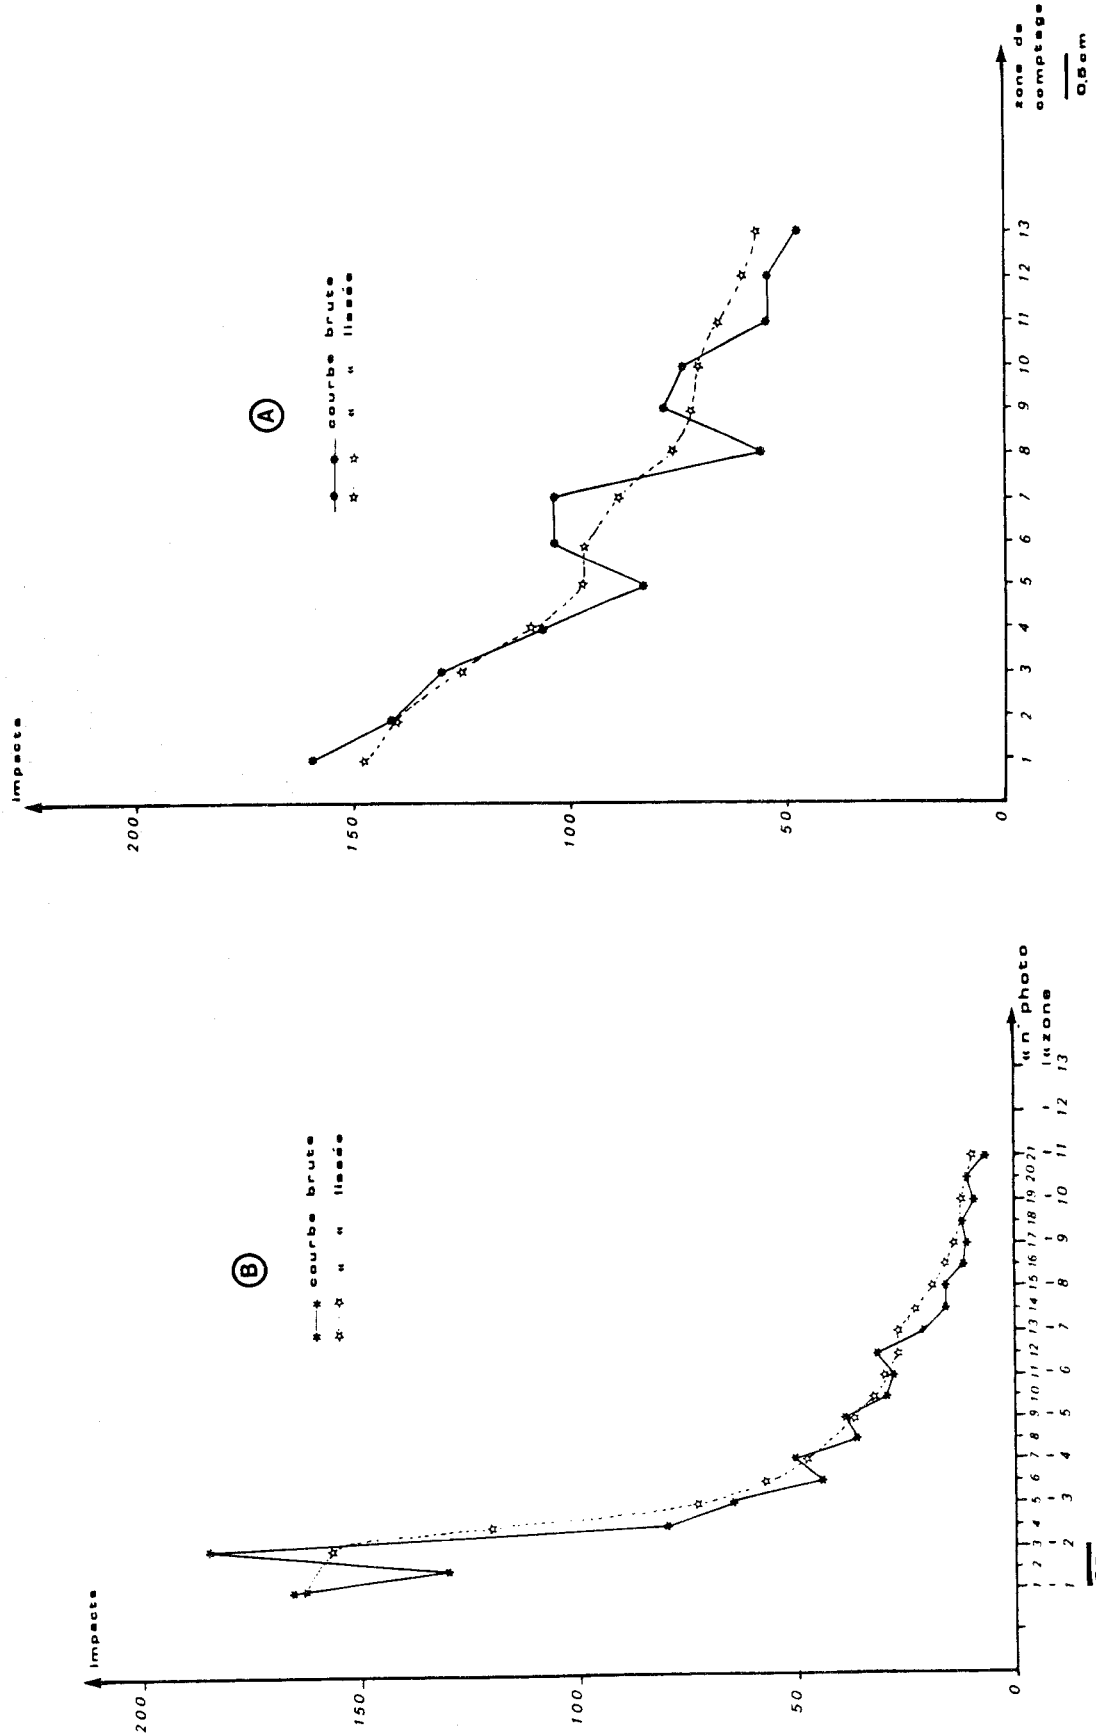 A
impacts
200
150
100
50
0
courbe brute
" lissée
1 2 3 4 5 6 7 8 9 10 11 12 13
zone de
comptage
0,5cm
B
impacts
200
150
100
50
0
courbe brute
" " lissée
1 2 3 4 5 6 7 8 9 10 11 12 13 14 15 16 17 18 19 20 21
« n° photo
1 2 3 4 5 6 7 8 9 10 11 12 13
zone